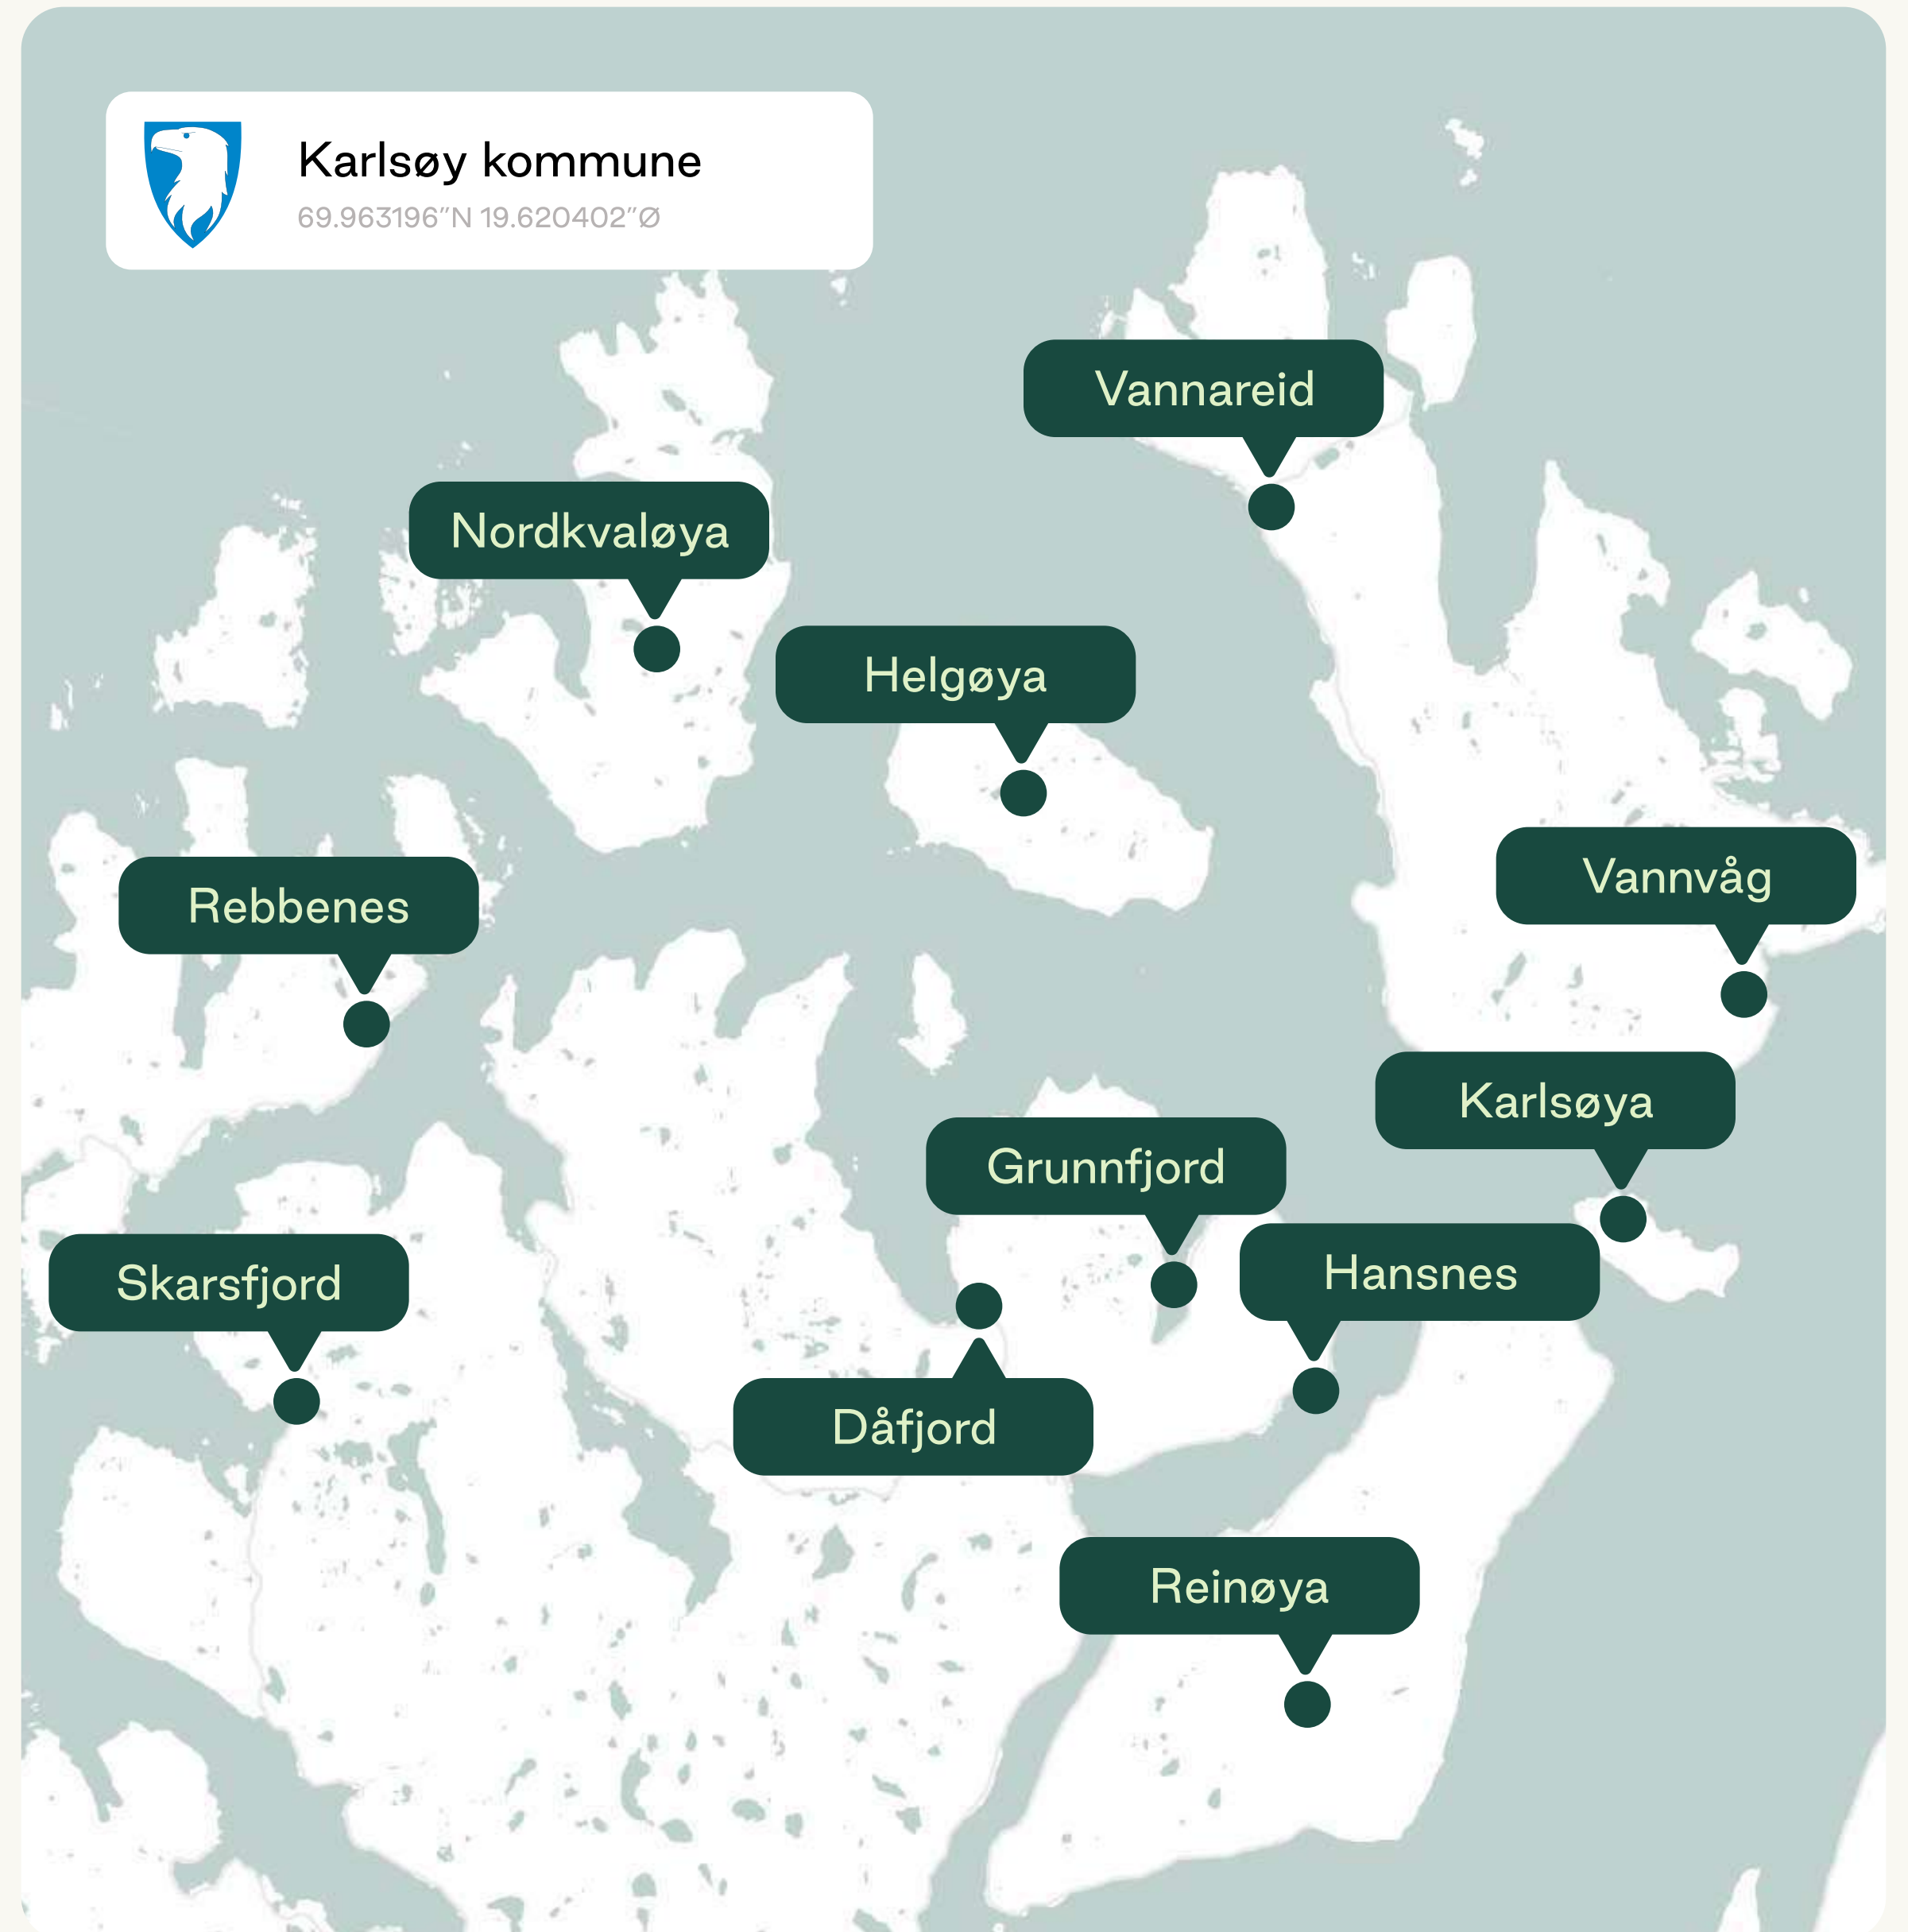 Karlsøy kommune
69.963196”N 19.620402”Ø
Vannareid
Nordkvaløya
Helgøya
Vannvåg
Rebbenes
Karlsøya
Grunnfjord
Hansnes
Skarsfjord
Dåfjord
Reinøya